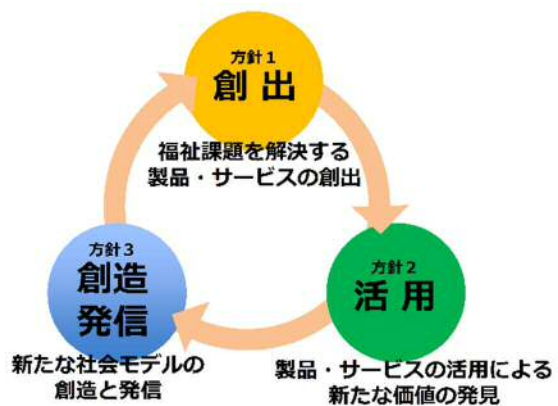 方針1
創出
福祉課題を解決する
製品・サービスの創出
方針2
活用
製品・サービスの活用による
新たな価値の発見
方針3
創造
発信
新たな社会モデルの
創造と発信